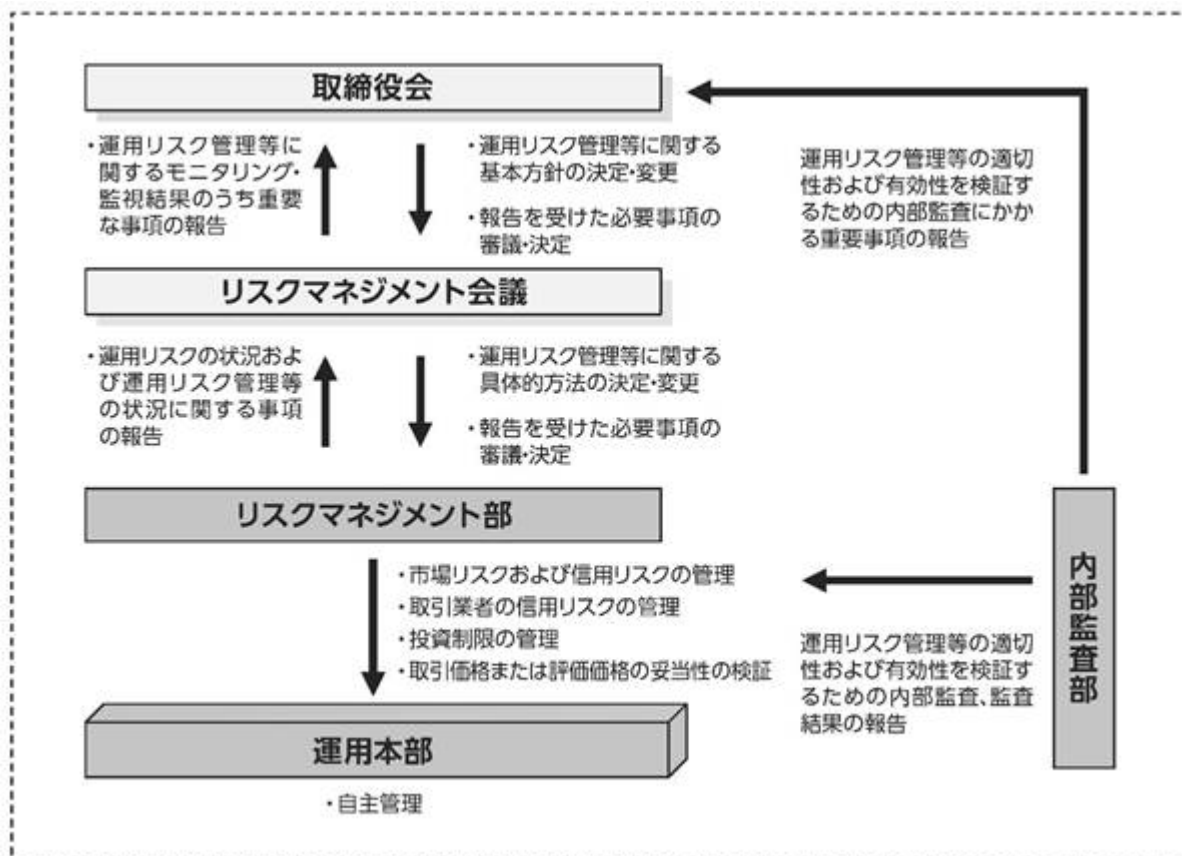 取締役会
・運用リスク管理等に
関するモニタリング・
監視結果のうち重要
な事項の報告
・運用リスク管理等に関する
基本方針の決定・変更
・報告を受けた必要事項の
審議・決定
運用リスク管理等の適切
性および有効性を検証す
るための内部監査にかか
る重要事項の報告
リスクマネジメント会議
・運用リスクの状況およ
び運用リスク管理等
の状況に関する事項
の報告
・運用リスク管理等に関する
具体的方法の決定・変更
・報告を受けた必要事項の
審議・決定
リスクマネジメント部
・市場リスクおよび信用リスクの管理
・取引業者の信用リスクの管理
・投資制限の管理
・取引価格または評価価格の妥当性の検証
運用リスク管理等の適切
性および有効性を検証す
るための内部監査、監査
結果の報告
内部監査部
運用本部
・自主管理